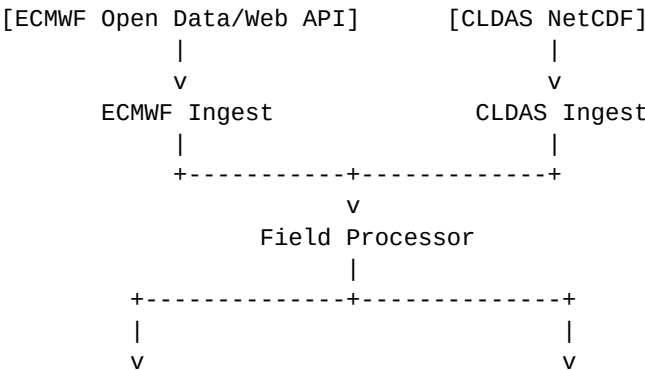 [ECMWF Open Data/Web API]      [CLDAS NetCDF]
            |                         |
            v                         v
       ECMWF Ingest              CLDAS Ingest
            |                         |
            +-----------+-------------+
                        v
                  Field Processor
                        |
         +--------------+--------------+
         |                             |
         v                             v